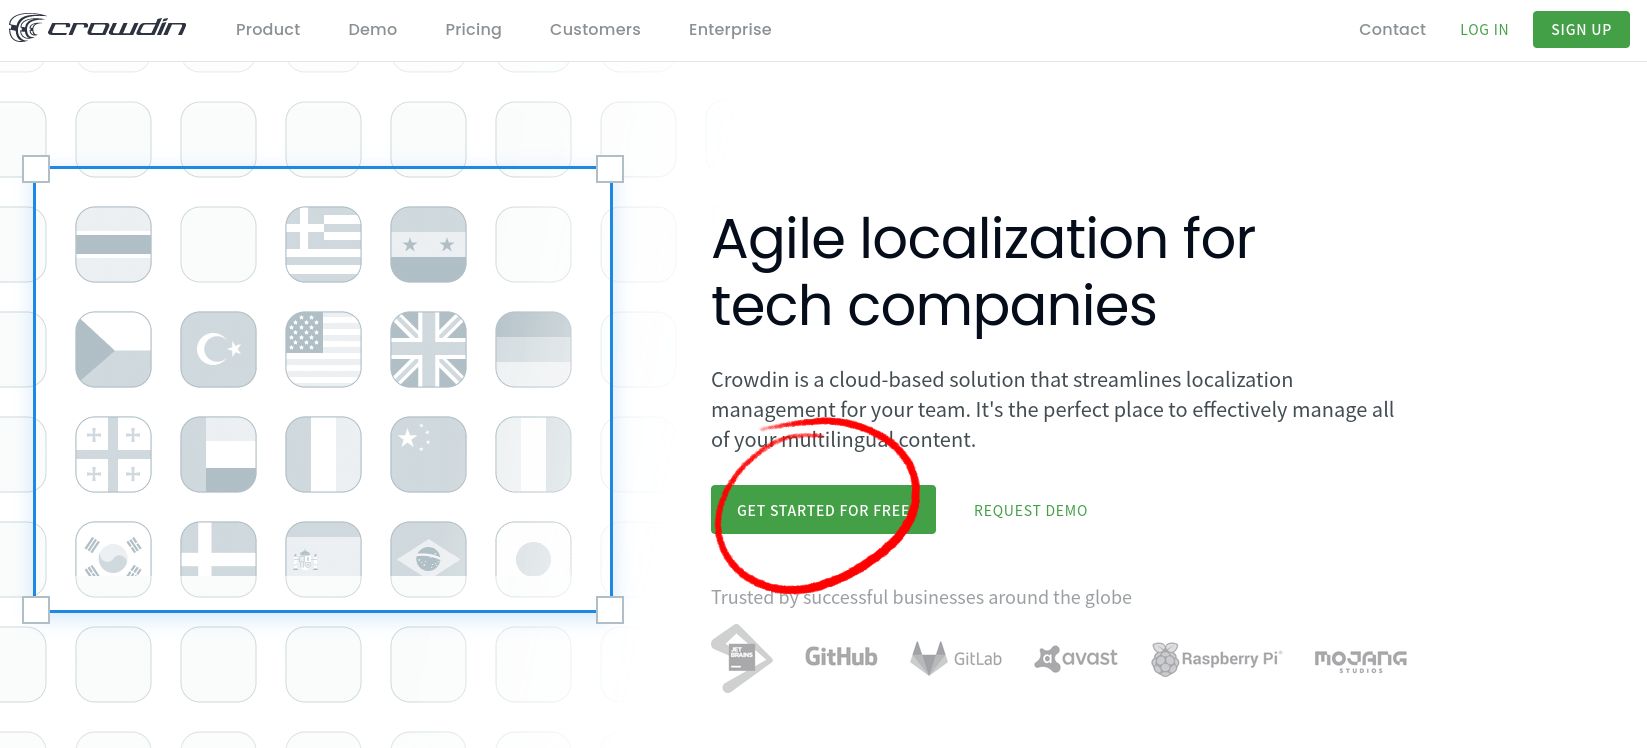 crowdin Product Demo Pricing Customers Enterprise Contact LOG IN SIGN UP
Agile localization for
tech companies
Crowdin is a cloud-based solution that streamlines localization
management for your team. It's the perfect place to effectively manage all
of your multilingual content.
GET STARTED FOR FREE REQUEST DEMO
Trusted by successful businesses around the globe
JET
BRAINS
GitHub GitLab avast Raspberry Pi MOJANG
STUDIOS